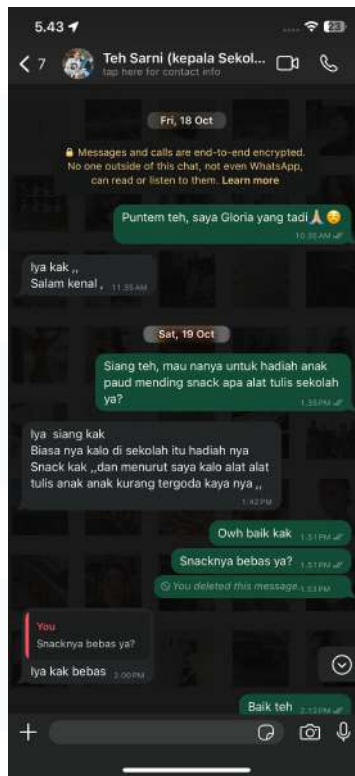 5.43
23
7
Teh Sarni (kepala Sekol...
tap here for contact info
Fri, 18 Oct
Messages and calls are end-to-end encrypted.
No one outside of this chat, not even WhatsApp,
can read or listen to them. Learn more
Puntem teh, saya Gloria yang tadi🙏☺️
10.35 AM
Iya kak ,,
Salam kenal , 11.35 AM
Sat, 19 Oct
Siang teh, mau nanya untuk hadiah anak
paud mending snack apa alat tulis sekolah
ya?
1.35 PM
Iya siang kak
Biasa nya kalo di sekolah itu hadiah nya
Snack kak ,,dan menurut saya kalo alat alat
tulis anak anak kurang tergoda kaya nya ,,
1.42 PM
Owh baik kak 1.51 PM
Snacknya bebas ya? 1.51 PM
You deleted this message. 1.53 PM
You
Snacknya bebas ya?
Iya kak bebas 2.00 PM
Baik teh 2.13 PM